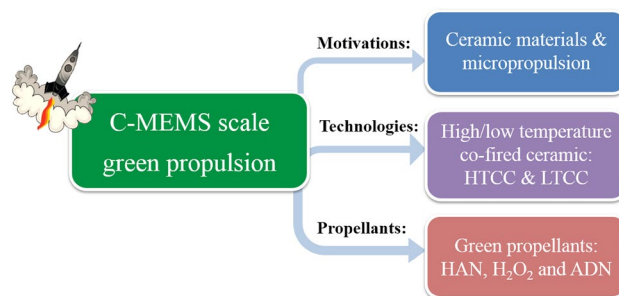 C-MEMS scale
green propulsion
Motivations:
Ceramic materials &
micropropulsion
Technologies:
High/low temperature
co-fired ceramic:
HTCC & LTCC
Propellants:
Green propellants:
HAN, H₂O₂ and ADN